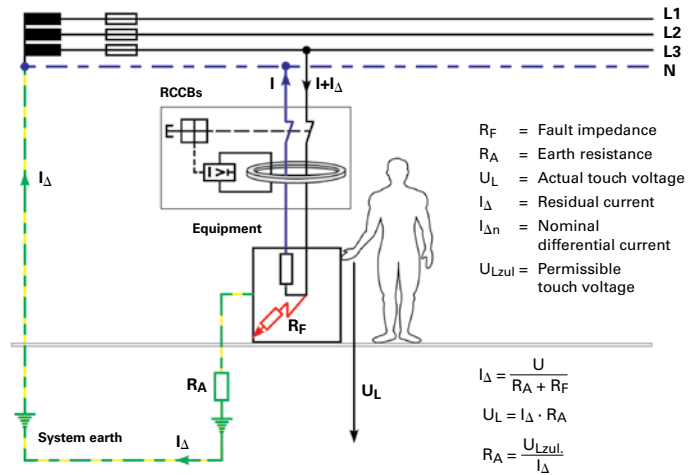 L1
L2
L3
N
I
I+IΔ
RCCBs
I >
IΔ
Equipment
RF
RA
UL
System earth
IΔ
RF = Fault impedance
RA = Earth resistance
UL = Actual touch voltage
IΔ = Residual current
IΔn = Nominal
differential current
ULzul = Permissible
touch voltage
IΔ = U / RA + RF
UL = IΔ · RA
RA = ULzul. / IΔ